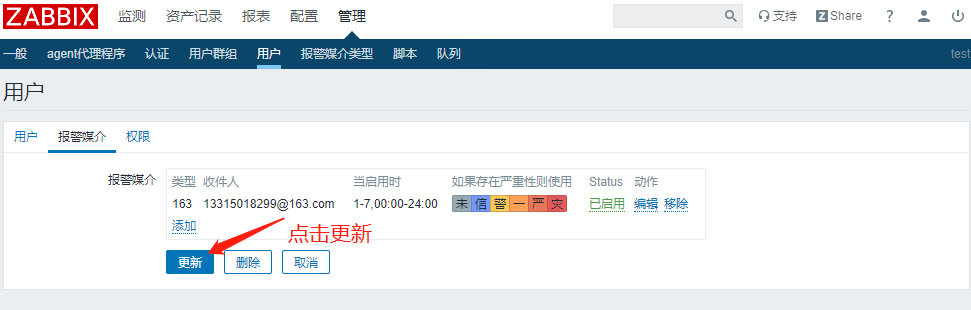 ZABBIX 监测 资产记录 报表 配置 管理 支持 Share ?
一般 agent代理程序 认证 用户群组 用户 报警媒介类型 脚本 队列 test
用户
用户 报警媒介 权限
报警媒介 类型 收件人 当启用时 如果存在严重性则使用 Status 动作
163 13315018299@163.com 1-7,00:00-24:00 未 信 警 一 严 灾 已启用 编辑 移除
添加
点击更新
更新 删除 取消